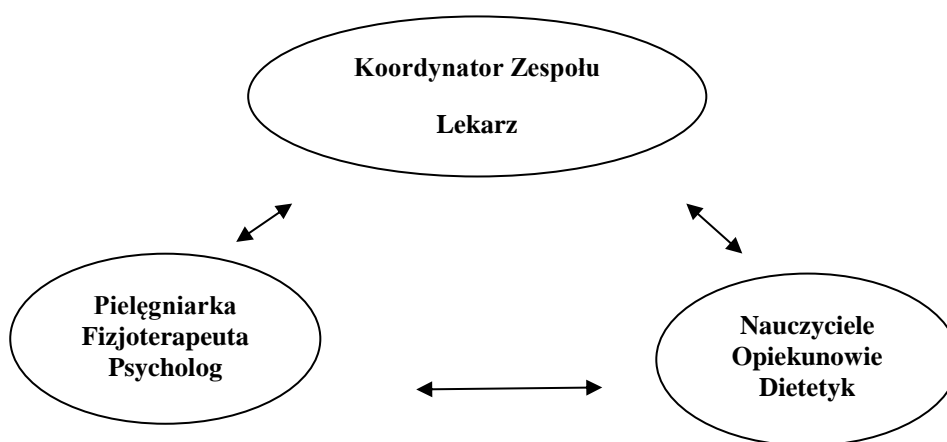 Koordynator Zespołu
Lekarz
Pielęgniarka
Fizjoterapeuta
Psycholog
Nauczyciele
Opiekunowie
Dietetyk